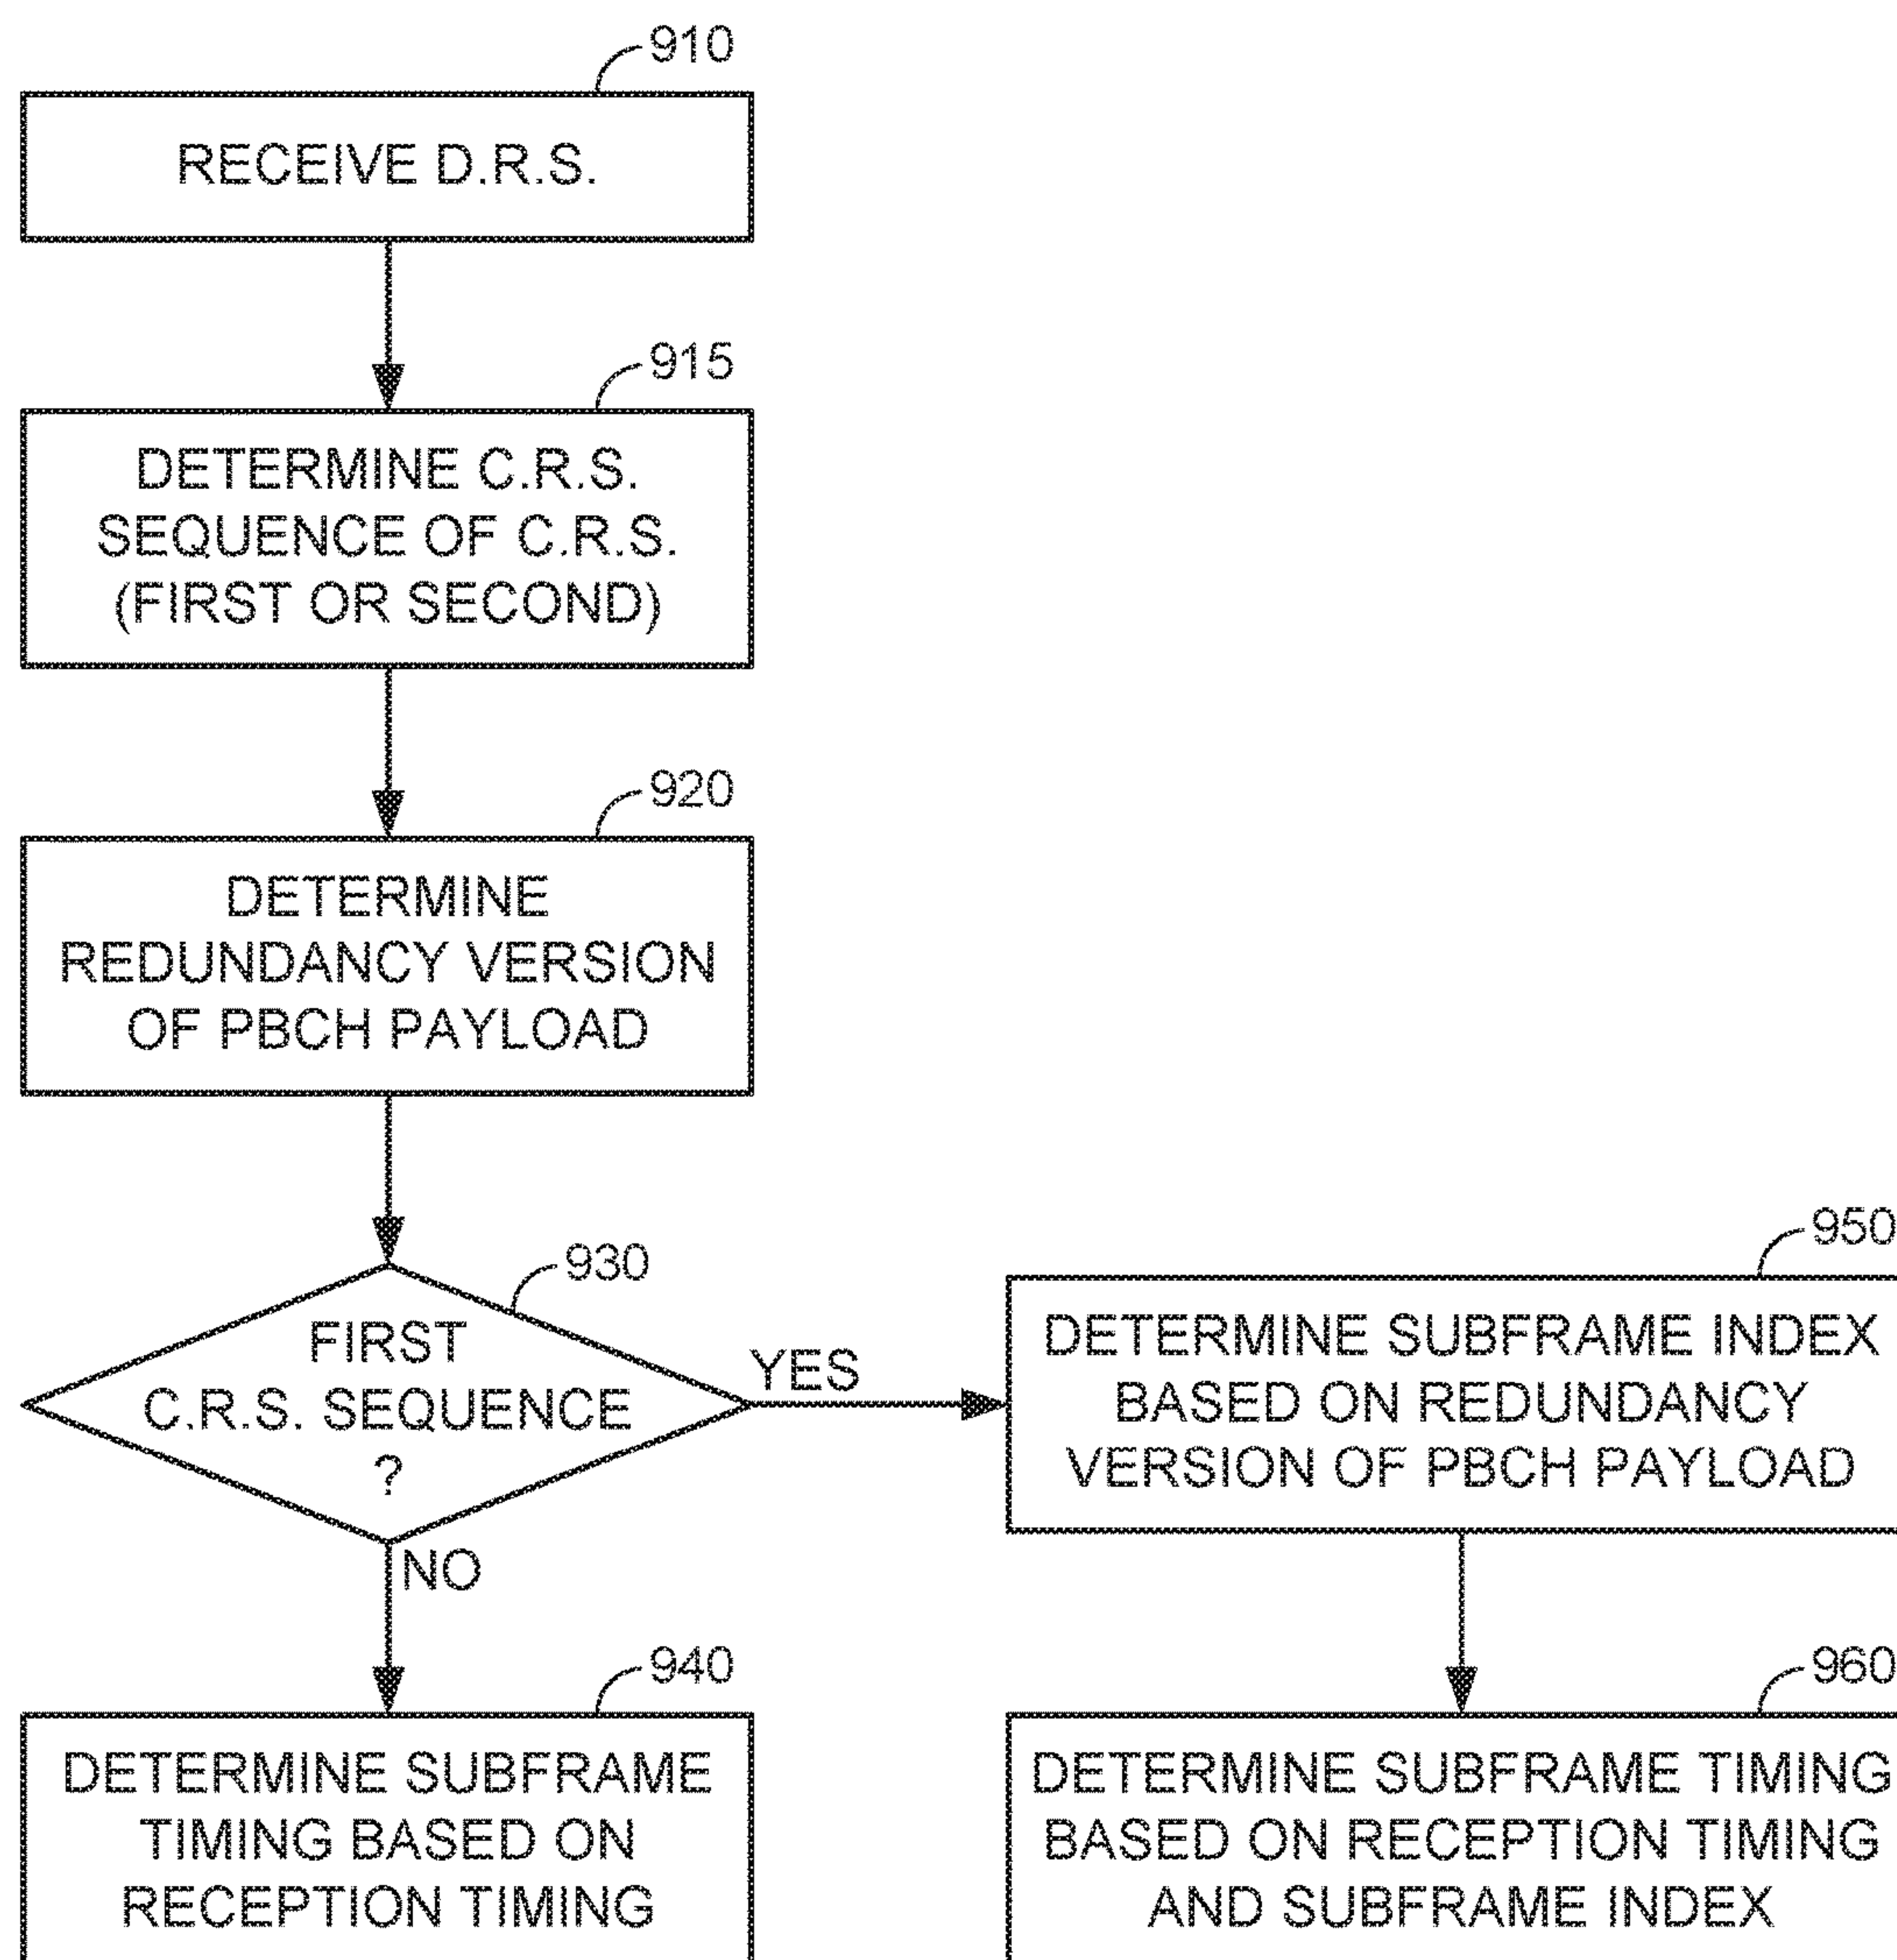 910
RECEIVE D.R.S.
915
DETERMINE C.R.S.
SEQUENCE OF C.R.S.
(FIRST OR SECOND)
920
DETERMINE
REDUNDANCY VERSION
OF PBCH PAYLOAD
930
FIRST
C.R.S. SEQUENCE
?
YES
NO
950
DETERMINE SUBFRAME INDEX
BASED ON REDUNDANCY
VERSION OF PBCH PAYLOAD
940
DETERMINE SUBFRAME
TIMING BASED ON
RECEPTION TIMING
960
DETERMINE SUBFRAME TIMING
BASED ON RECEPTION TIMING
AND SUBFRAME INDEX